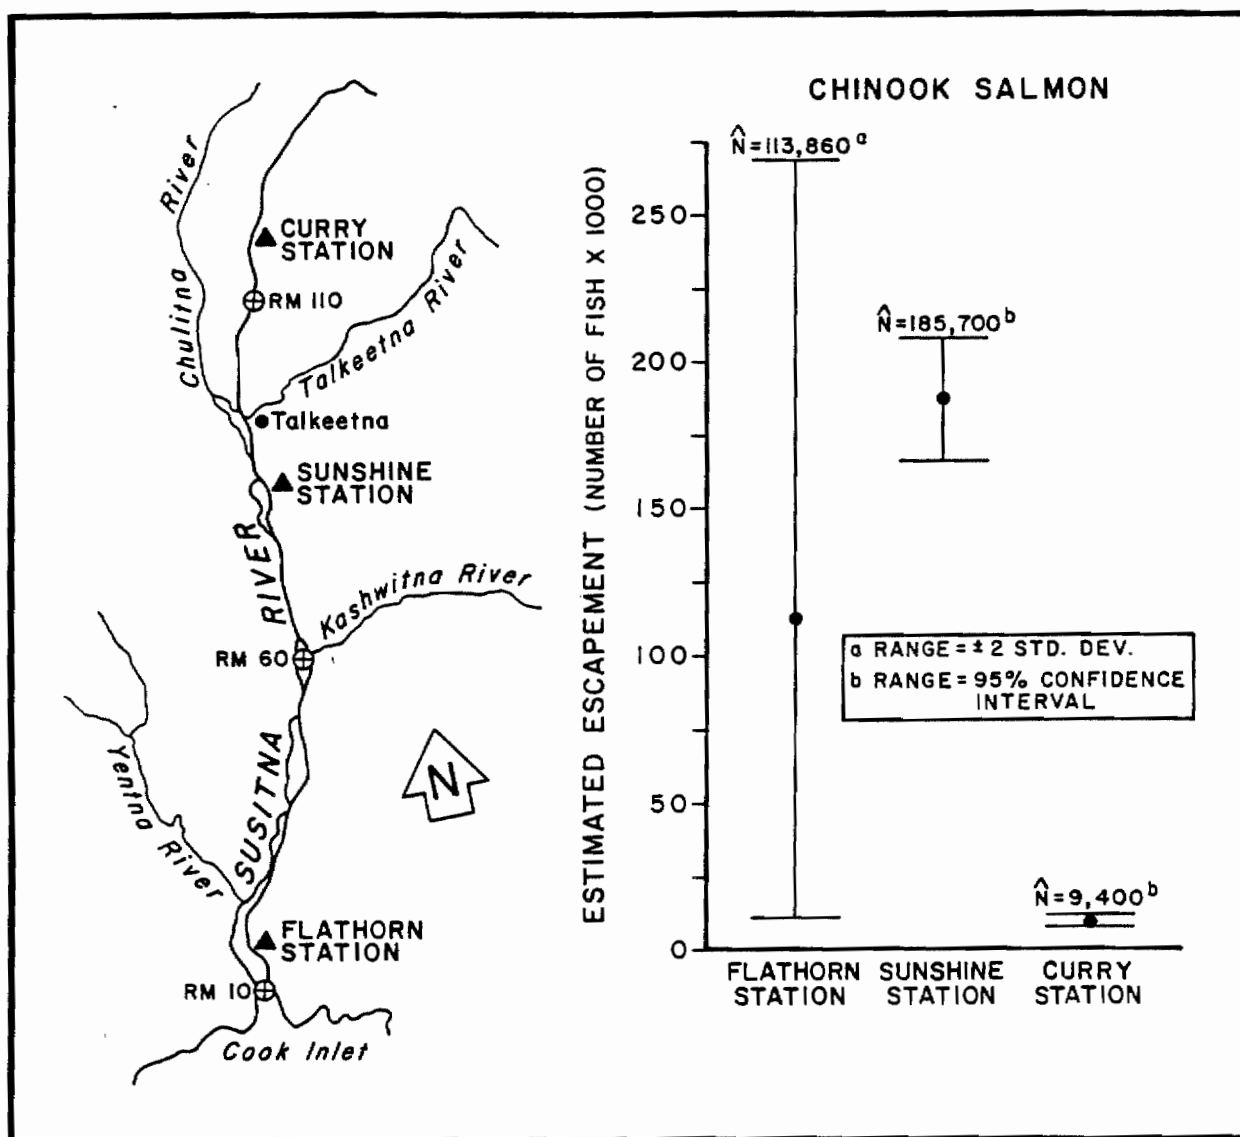 Chulitna River
CURRY
STATION
RM 110
Talkeetna River
Talkeetna
SUNSHINE
STATION
SUSITNA RIVER
Kashwitna River
RM 60
N
Yentna River
FLATHORN
STATION
RM 10
Cook Inlet
CHINOOK SALMON
ESTIMATED ESCAPEMENT (NUMBER OF FISH X 1000)
250
200
150
100
50
0
N̂=113,860ᵃ
N̂=185,700ᵇ
N̂=9,400ᵇ
a RANGE=±2 STD. DEV.
b RANGE=95% CONFIDENCE
INTERVAL
FLATHORN
STATION
SUNSHINE
STATION
CURRY
STATION